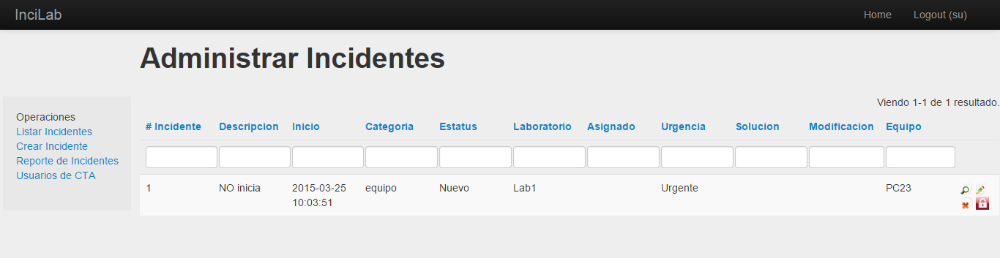 InciLab Home Logout (su)
Administrar Incidentes
Viendo 1-1 de 1 resultado.
Operaciones
Listar Incidentes
Crear Incidente
Reporte de Incidentes
Usuarios de CTA
# Incidente Descripcion Inicio Categoria Estatus Laboratorio Asignado Urgencia Solucion Modificacion Equipo
1 NO inicia 2015-03-25 equipo Nuevo Lab1 Urgente PC23
10:03:51